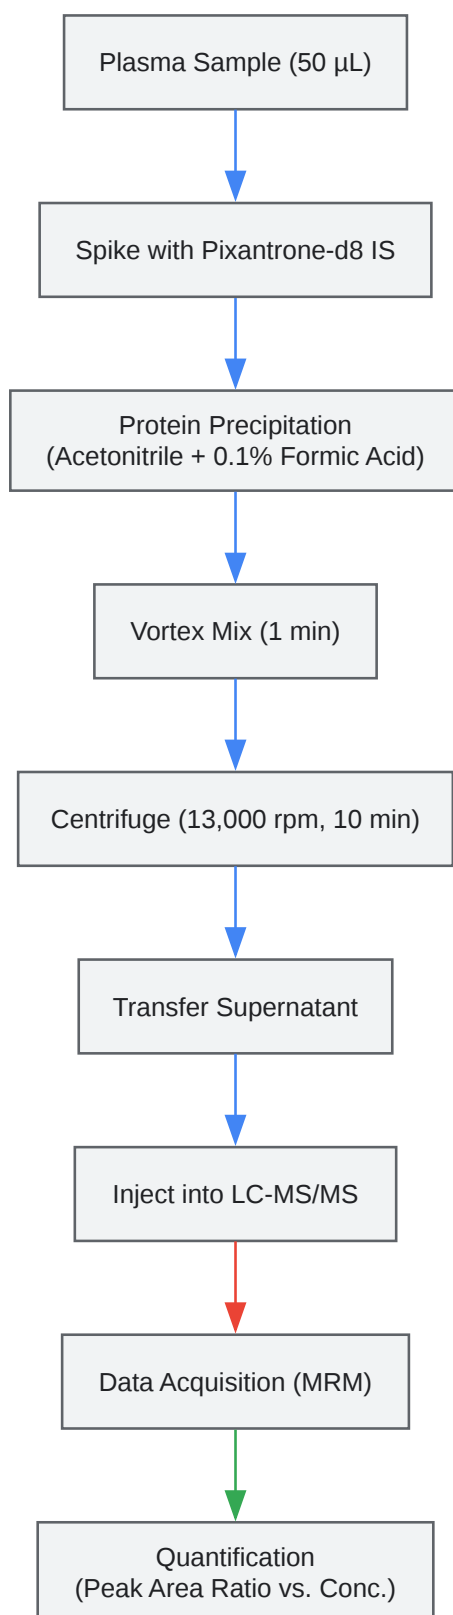 Plasma Sample (50 µL)
Spike with Pixantrone-d8 IS
Protein Precipitation
(Acetonitrile + 0.1% Formic Acid)
Vortex Mix (1 min)
Centrifuge (13,000 rpm, 10 min)
Transfer Supernatant
Inject into LC-MS/MS
Data Acquisition (MRM)
Quantification
(Peak Area Ratio vs. Conc.)